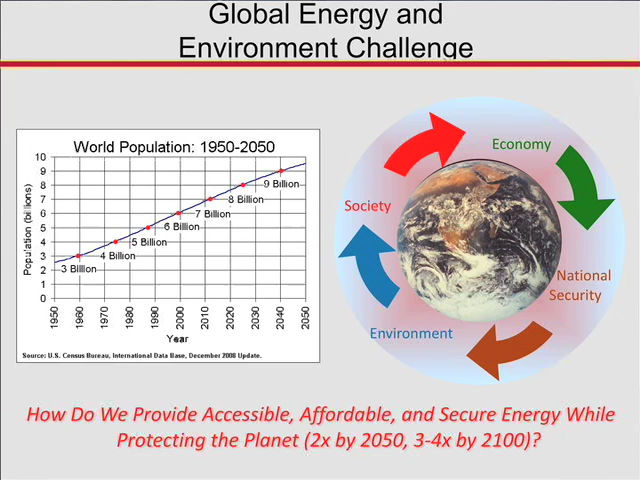 Global Energy and
Environment Challenge
World Population: 1950-2050
Population (billions)
10
9
8
7
6
5
4
3
2
1
0
3 Billion
4 Billion
5 Billion
6 Billion
7 Billion
8 Billion
9 Billion
1950
1960
1970
1980
1990
2000
2010
2020
2030
2040
2050
Year
Source: U.S. Census Bureau, International Data Base, December 2008 Update.
Economy
Society
National
Security
Environment
How Do We Provide Accessible, Affordable, and Secure Energy While
Protecting the Planet (2x by 2050, 3-4x by 2100)?